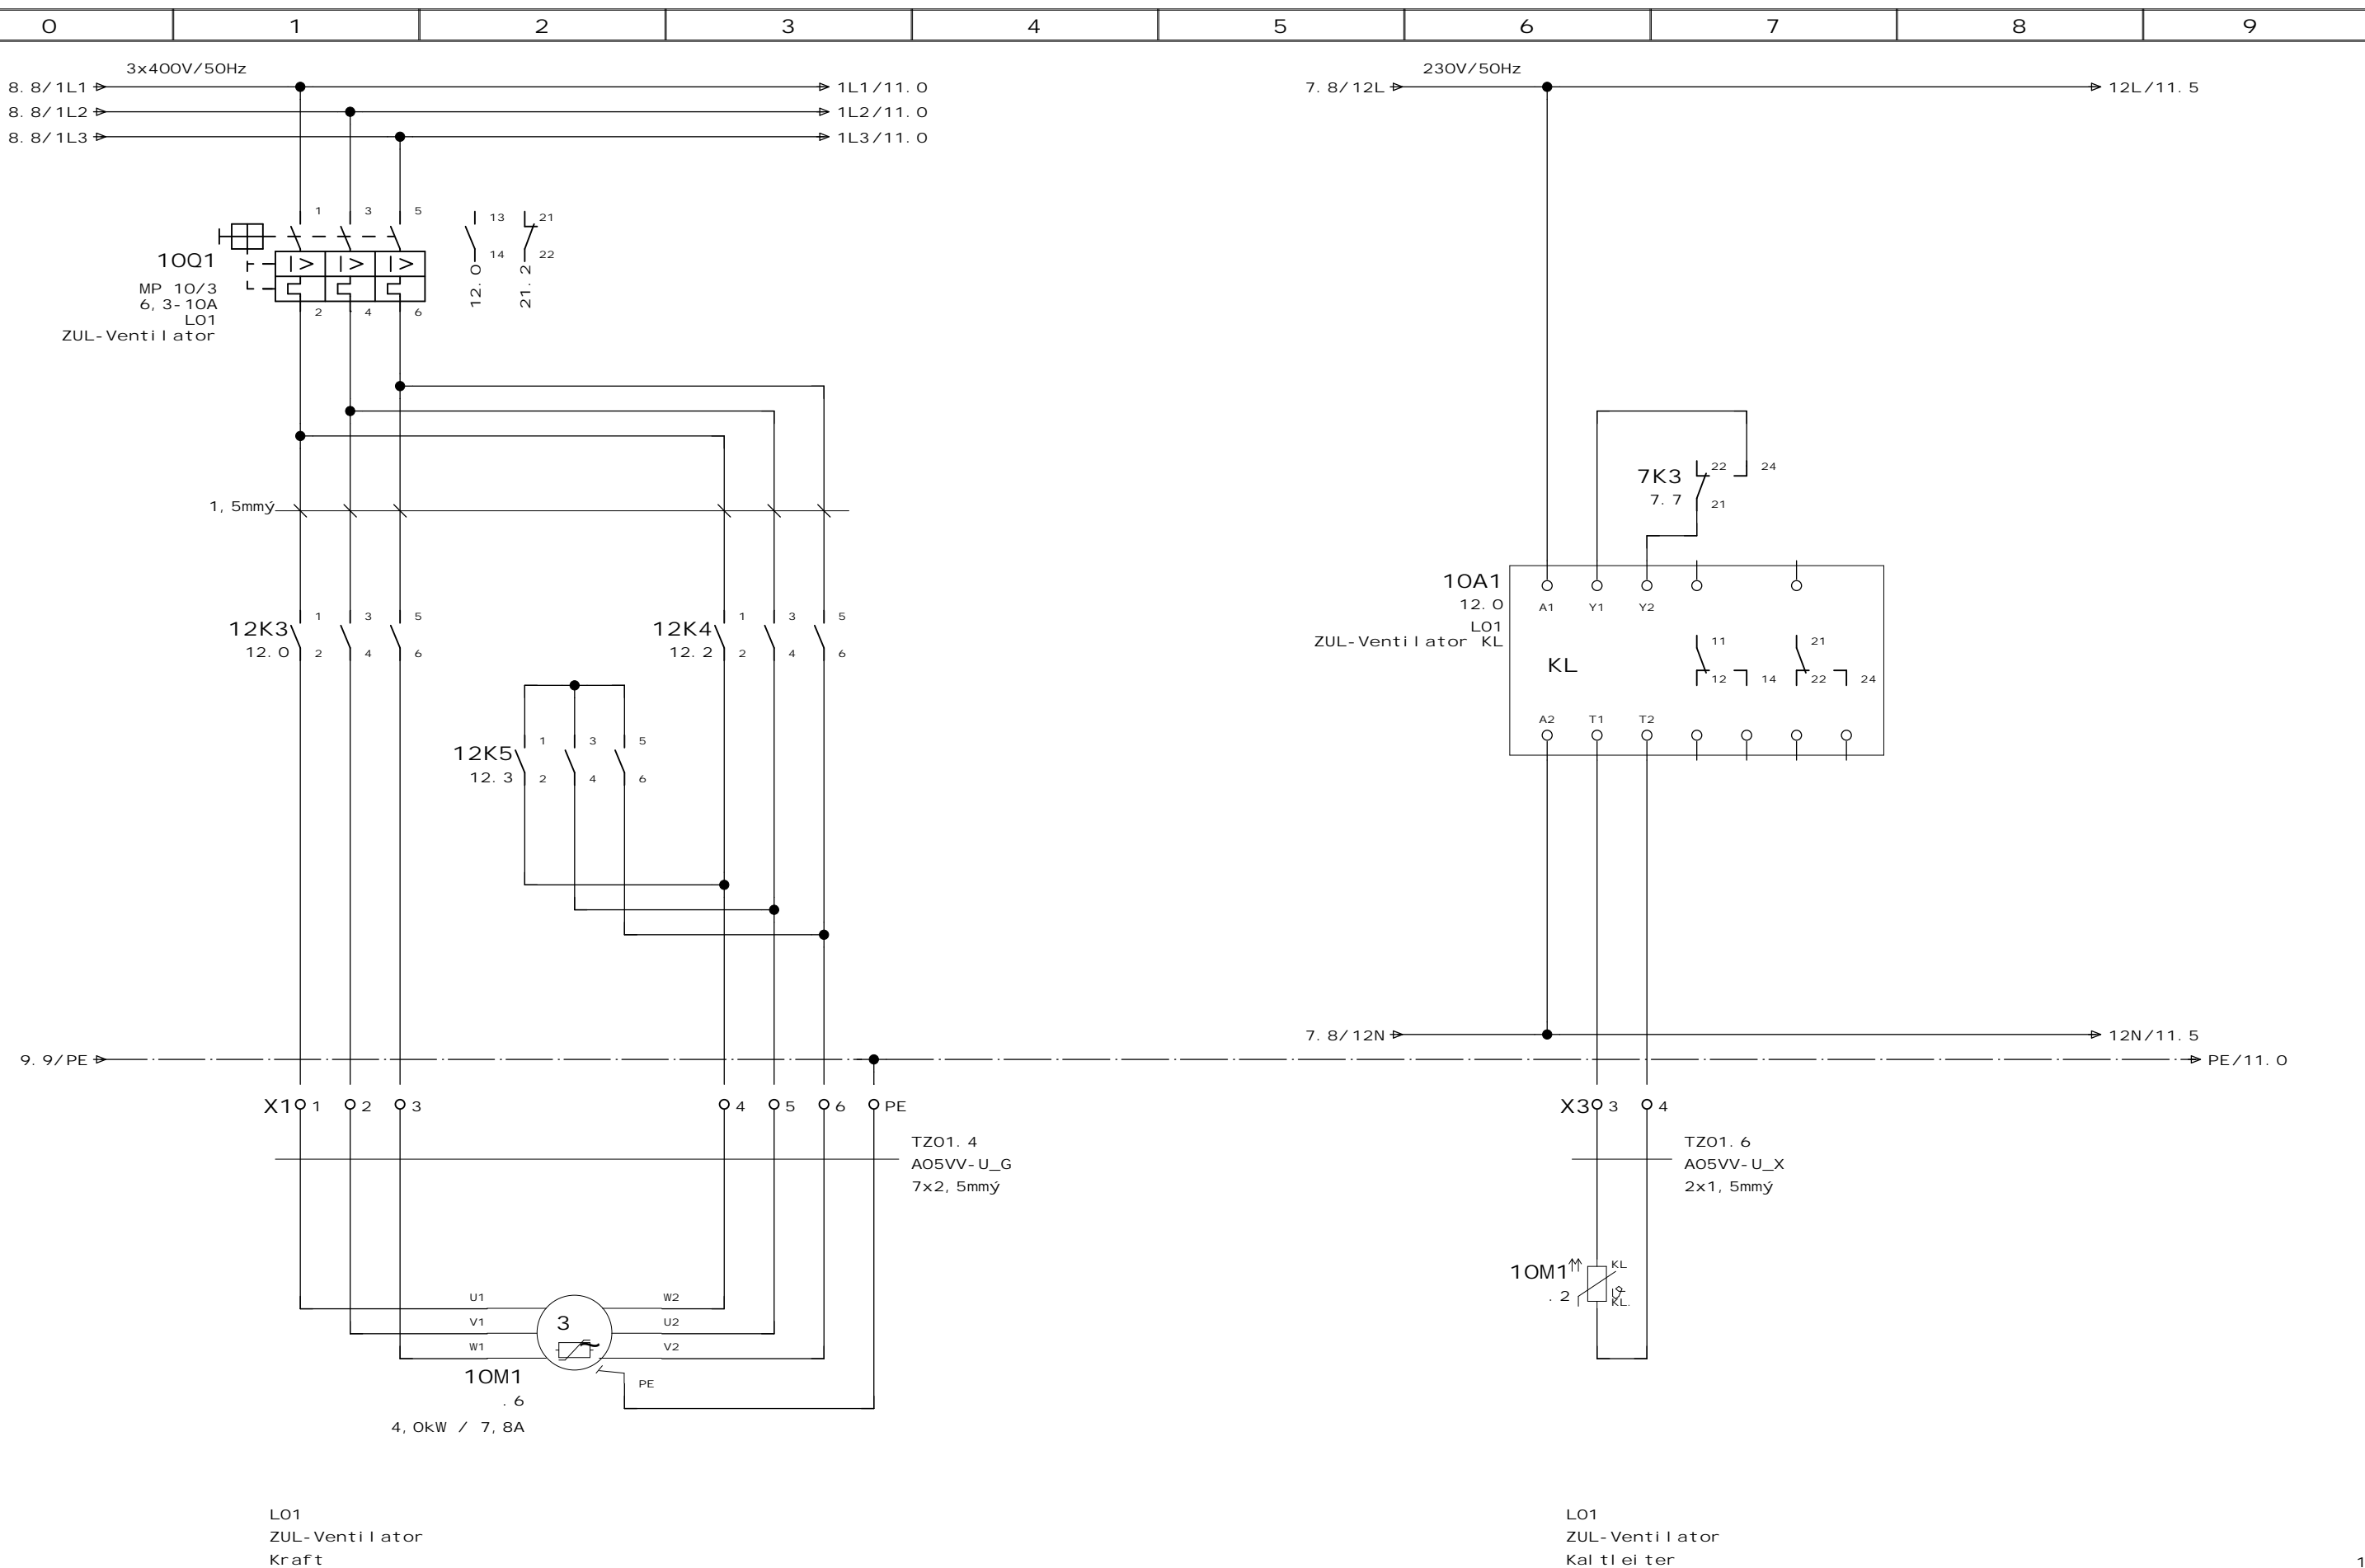 0 1 2 3 4 5 6 7 8 9
3x400V/50Hz
230V/50Hz
8.8/1L1 1L1/11.0
7.8/12L 12L/11.5
8.8/1L2 1L2/11.0
8.8/1L3 1L3/11.0
1 3 5
13 21
14 22
12.0 21.2
10Q1
MP 10/3
6,3-10A
L01
ZUL-Ventilator
2 4 6
1,5mmý
7K3
7.7
22 24
21
12K3
12.0
1 3 5
2 4 6
12K4
12.2
1 3 5
2 4 6
12K5
12.3
1 3 5
2 4 6
10A1
12.0
L01
ZUL-Ventilator KL
A1 Y1 Y2
KL
11 21
12 14 22 24
A2 T1 T2
7.8/12N 12N/11.5
9.9/PE PE/11.0
X1 1 2 3 4 5 6 PE
X3 3 4
TZ01.4
A05VV-U_G
7x2,5mmý
TZ01.6
A05VV-U_X
2x1,5mmý
10M1
.2
KL
ϑ
KL.
U1 W2
V1 3 U2
W1 V2
PE
10M1
.6
4,0kW / 7,8A
L01
ZUL-Ventilator
Kraft
L01
ZUL-Ventilator
Kaltleiter
1